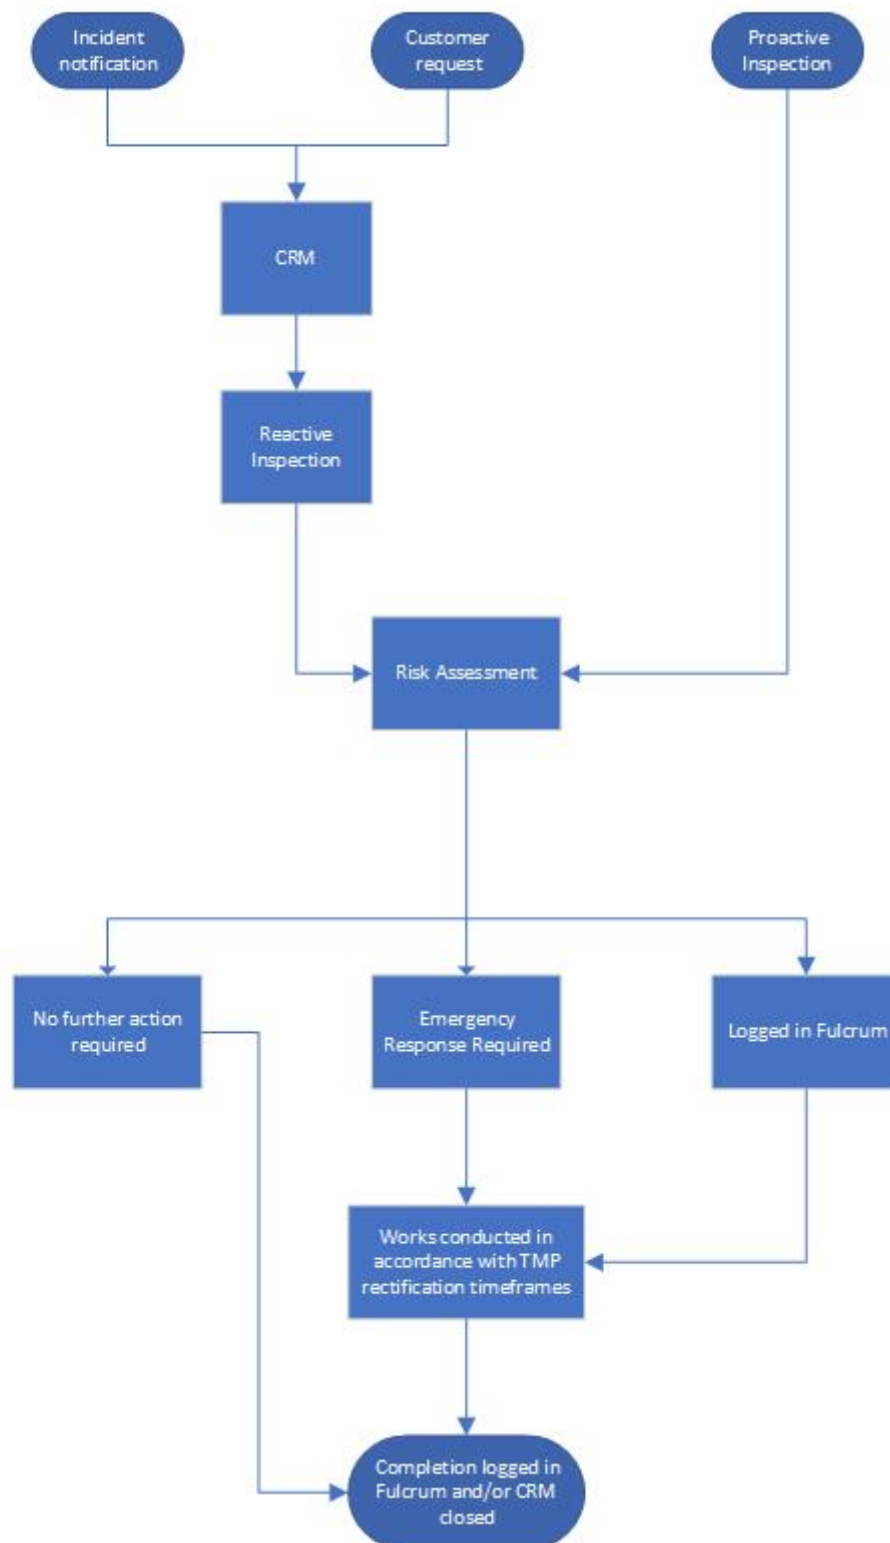 Incident
notification
Customer
request
Proactive
Inspection
CRM
Reactive
Inspection
Risk Assessment
No further action
required
Emergency
Response Required
Logged in Fulcrum
Works conducted in
accordance with TMP
rectification timeframes
Completion logged in
Fulcrum and/or CRM
closed